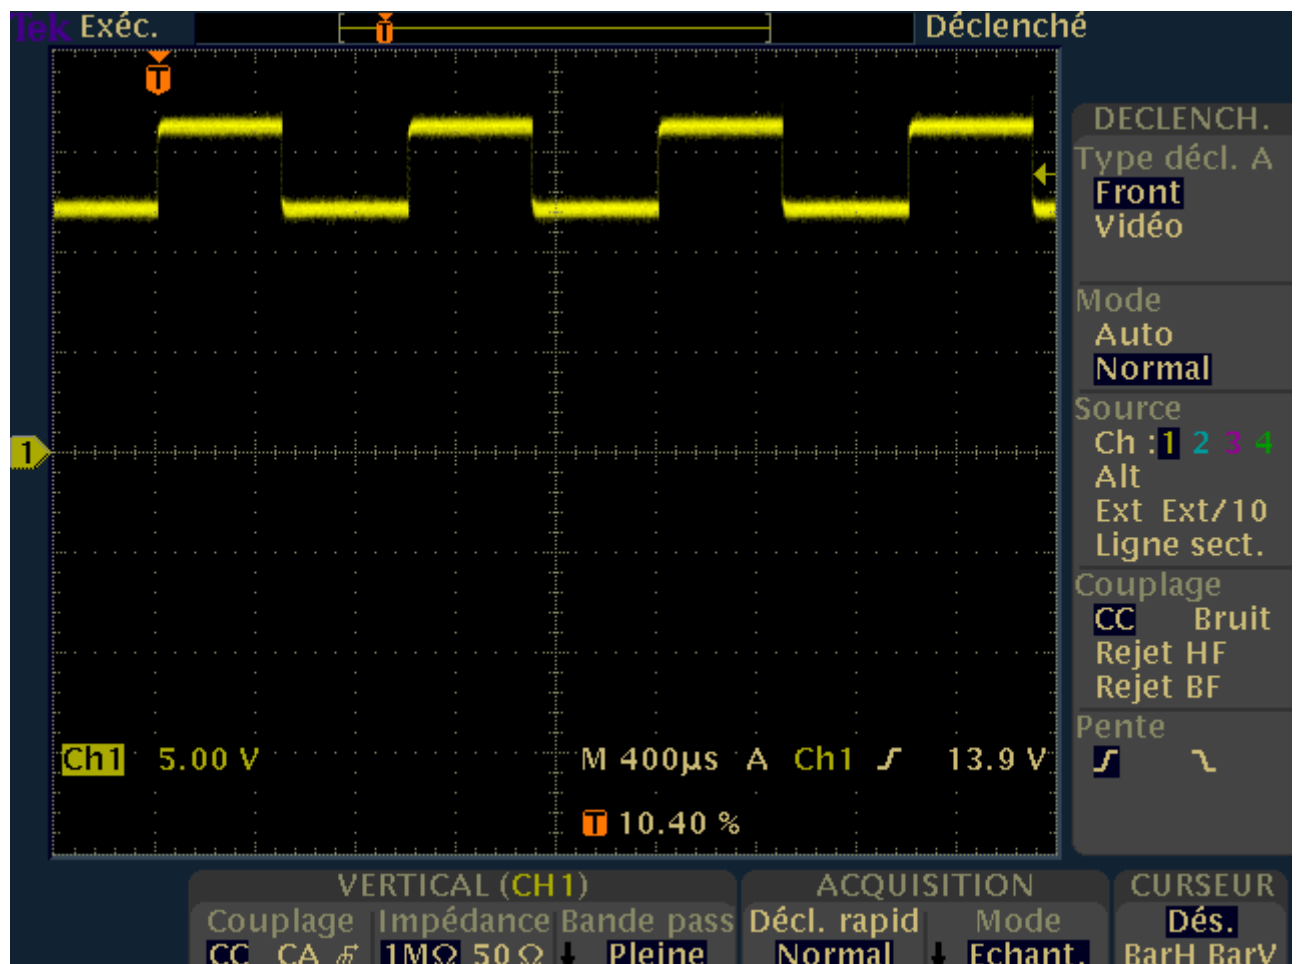 Tek Exéc. T Déclenché
T
DECLENCH.
Type décl. A
Front
Vidéo
Mode
Auto
Normal
Source
Ch :1 2 3 4
1
Alt
Ext Ext/10
Ligne sect.
Couplage
CC Bruit
Rejet HF
Rejet BF
Pente
Ch1 5.00 V M 400µs A Ch1 13.9 V
T 10.40 %
VERTICAL (CH1) ACQUISITION CURSEUR
Couplage Impédance Bande pass Décl. rapid Mode Dés.
CC CA 1MΩ 50 Ω Pleine Normal Echant. BarH BarV